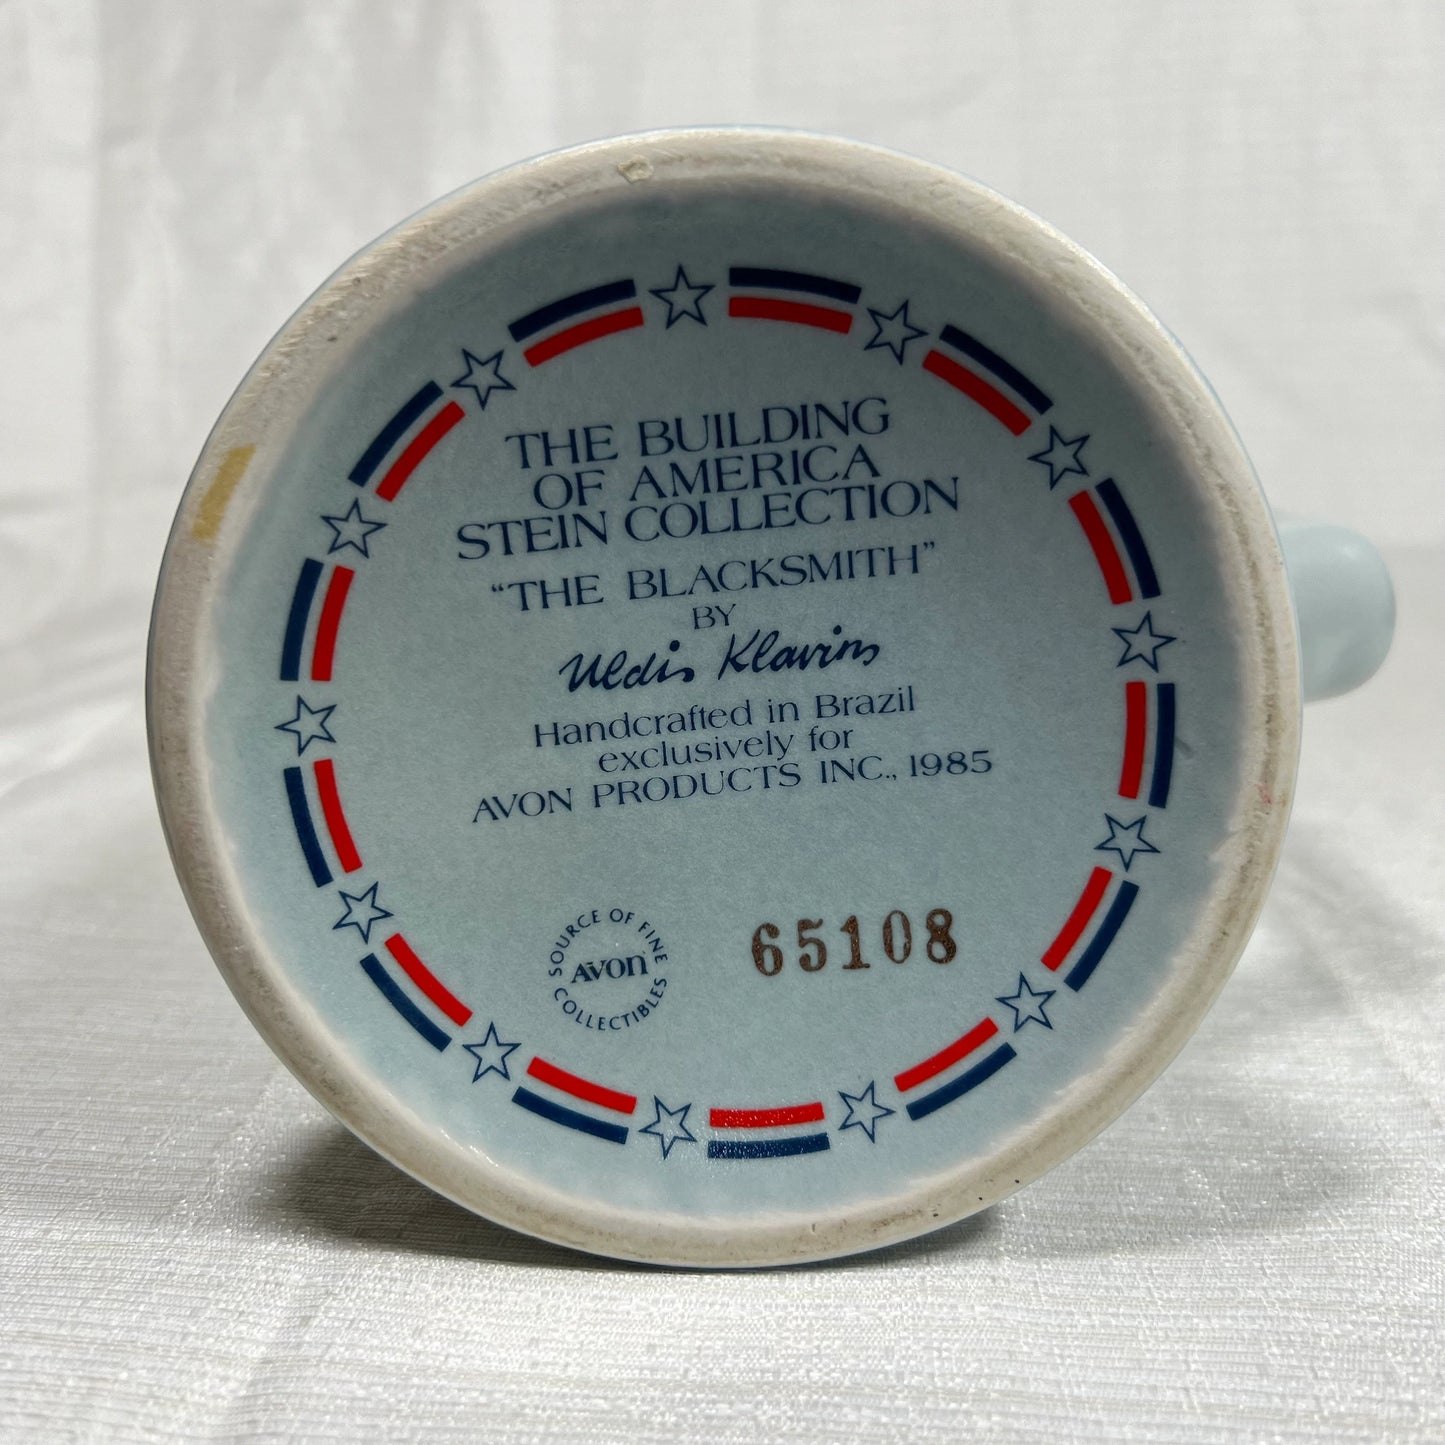 THE BUILDING
OF AMERICA
STEIN COLLECTION
“THE BLACKSMITH”
BY
Uldis Klavins
Handcrafted in Brazil
exclusively for
AVON PRODUCTS INC., 1985
SOURCE OF FINE
AVON
COLLECTIBLES
65108